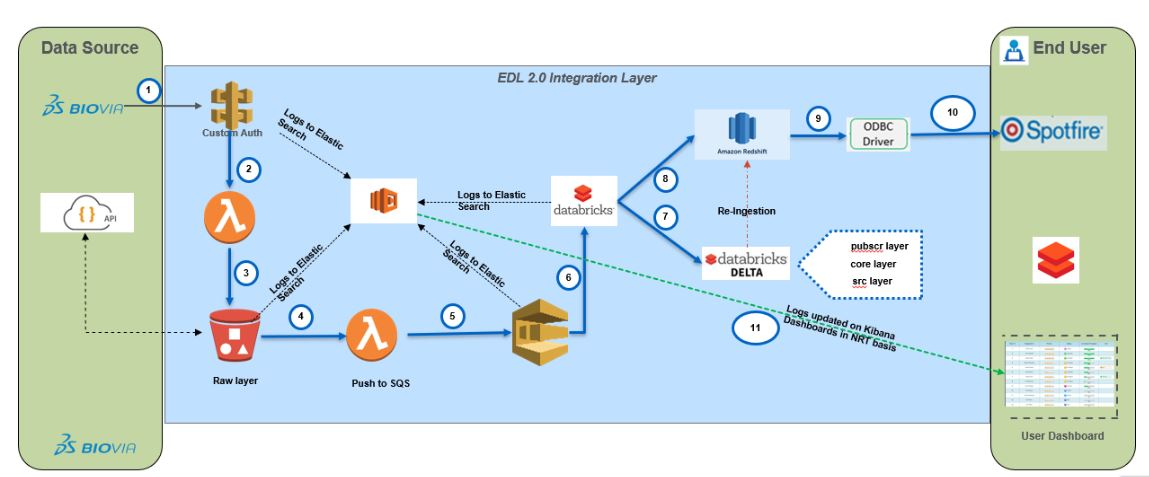 Data Source
End User
EDL 2.0 Integration Layer
DS BIOVIA
1
Custom Auth
Logs to Elastic
Search
2
API
3
Logs to Elastic
Search
Raw layer
4
Push to SQS
5
Logs to Elastic
Search
6
Logs to Elastic
Search
databricks
8
7
Amazon Redshift
9
ODBC
Driver
10
Spotfire
Re-Ingestion
databricks
DELTA
pubscr layer
core layer
src layer
11
Logs updated on Kibana
Dashboards in NRT basis
User Dashboard
DS BIOVIA